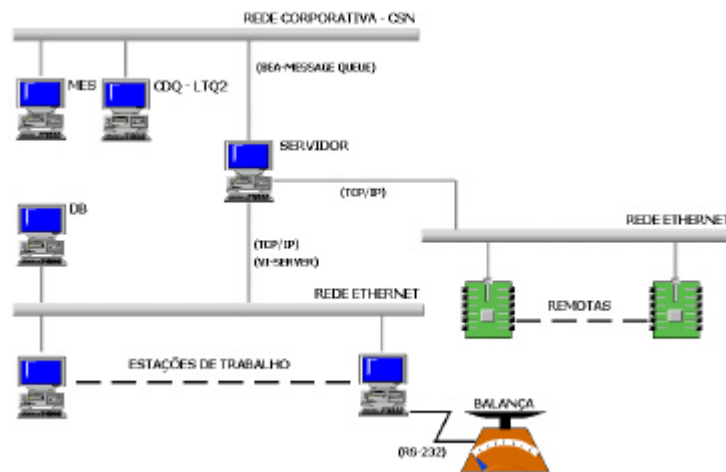 REDE CORPORATIVA - CSN
(BEA-MESSAGE QUEUE)
MES
CDQ - LTQ2
SERVIDOR
(TCP/IP)
DB
REDE ETHERNET
(TCP/IP)
(VI-SERVER)
REDE ETHERNET
REMOTAS
ESTAÇÕES DE TRABALHO
BALANÇA
(RS-232)